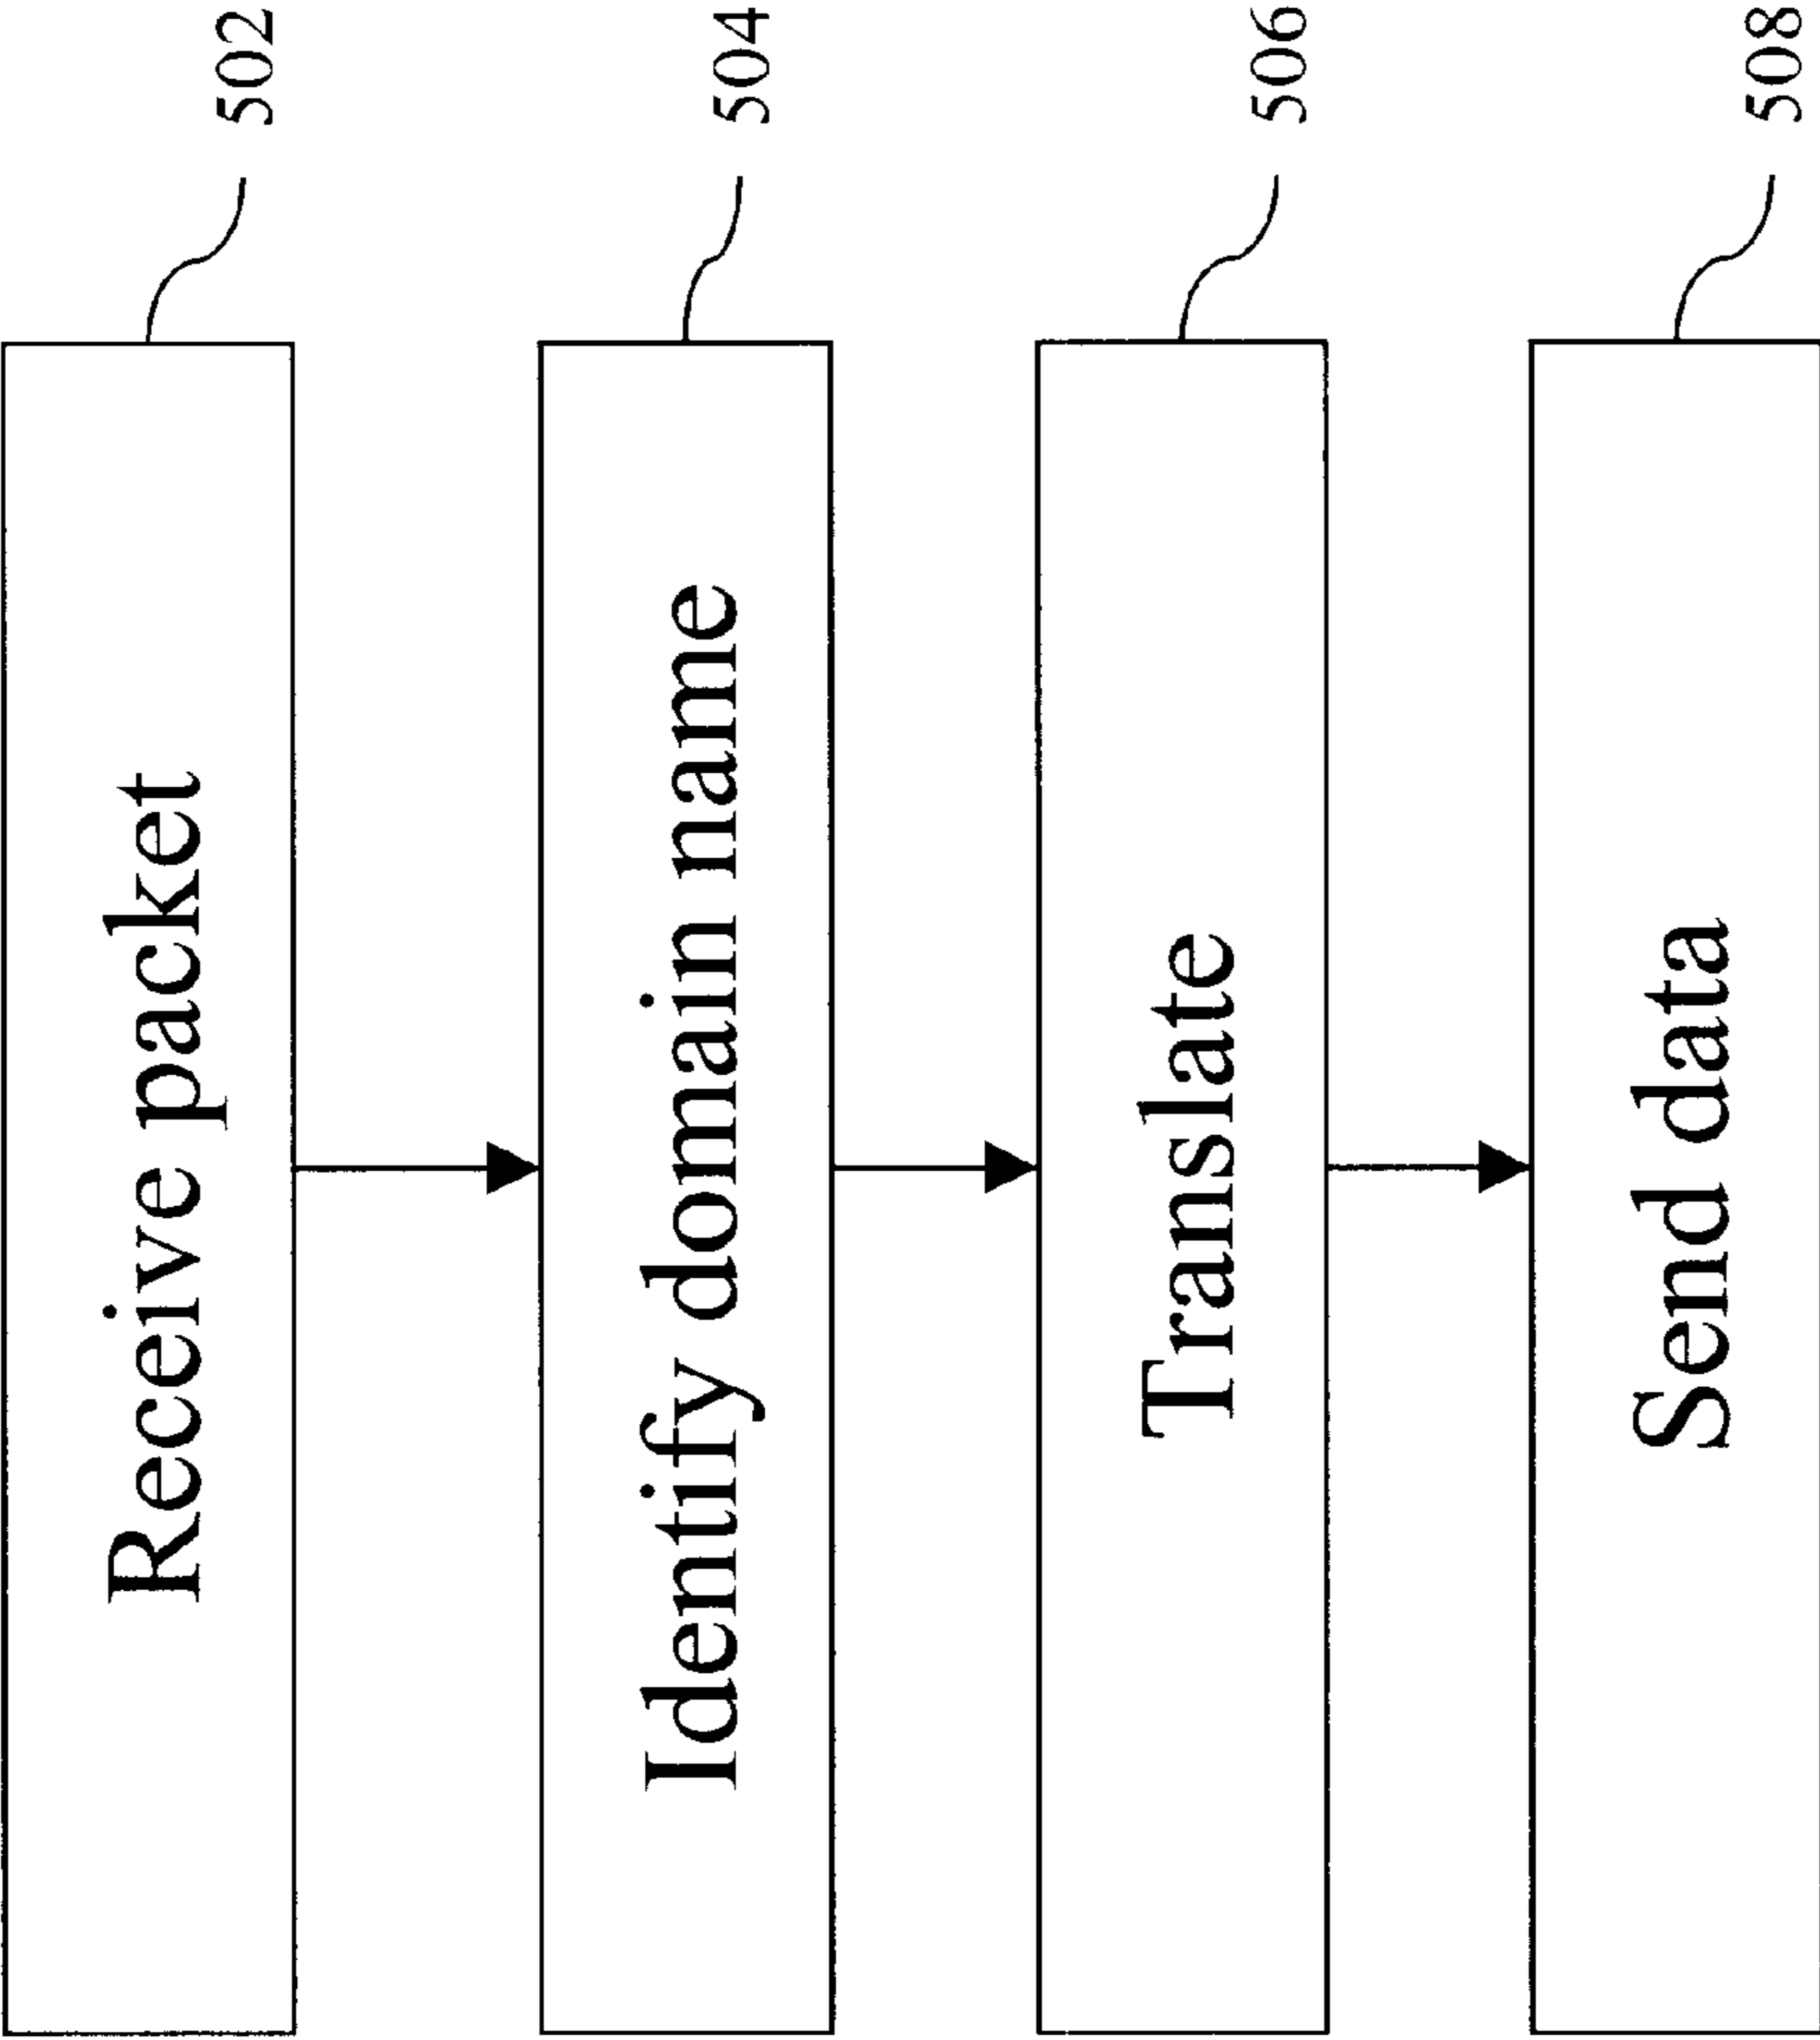 Receive packet
502
Identify domain name
504
Translate
506
Send data
508